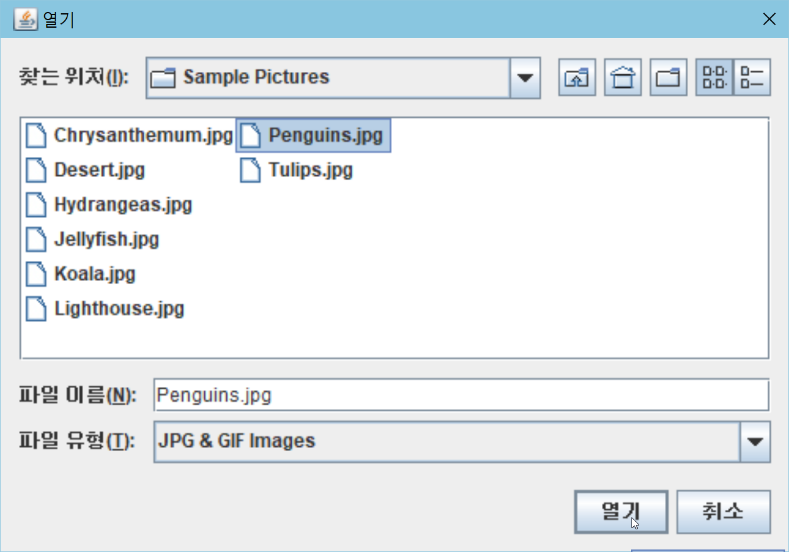 열기
찾는 위치(I): Sample Pictures
Chrysanthemum.jpg Penguins.jpg
Desert.jpg Tulips.jpg
Hydrangeas.jpg
Jellyfish.jpg
Koala.jpg
Lighthouse.jpg
파일 이름(N): Penguins.jpg
파일 유형(T): JPG & GIF Images
열기 취소